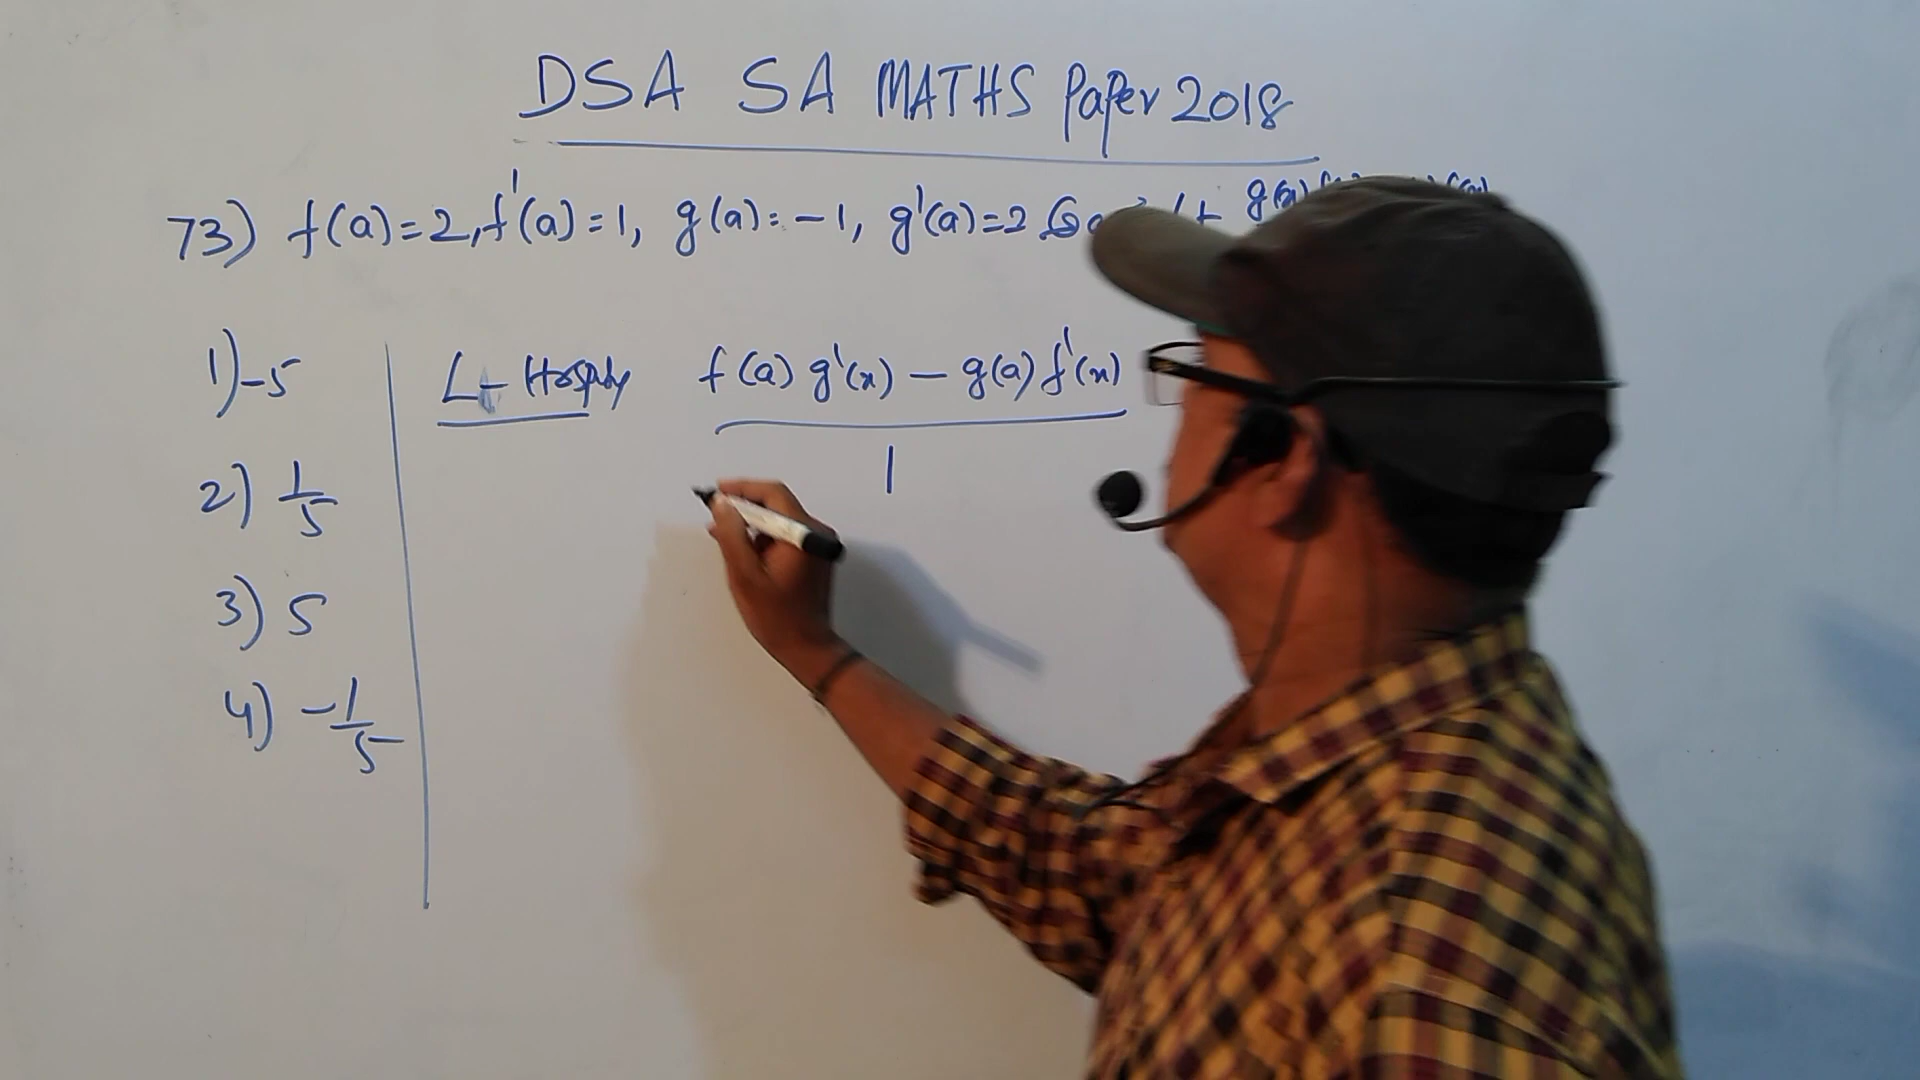 DSA SA MATHS Paper 2018
73) f(a)=2, f'(a)=1, g(a)=-1, g'(a)=2
1) -5
2) 1/5
3) 5
4) -1/5
L-Hosply
f(a) g'(x) - g(a) f'(x)
1